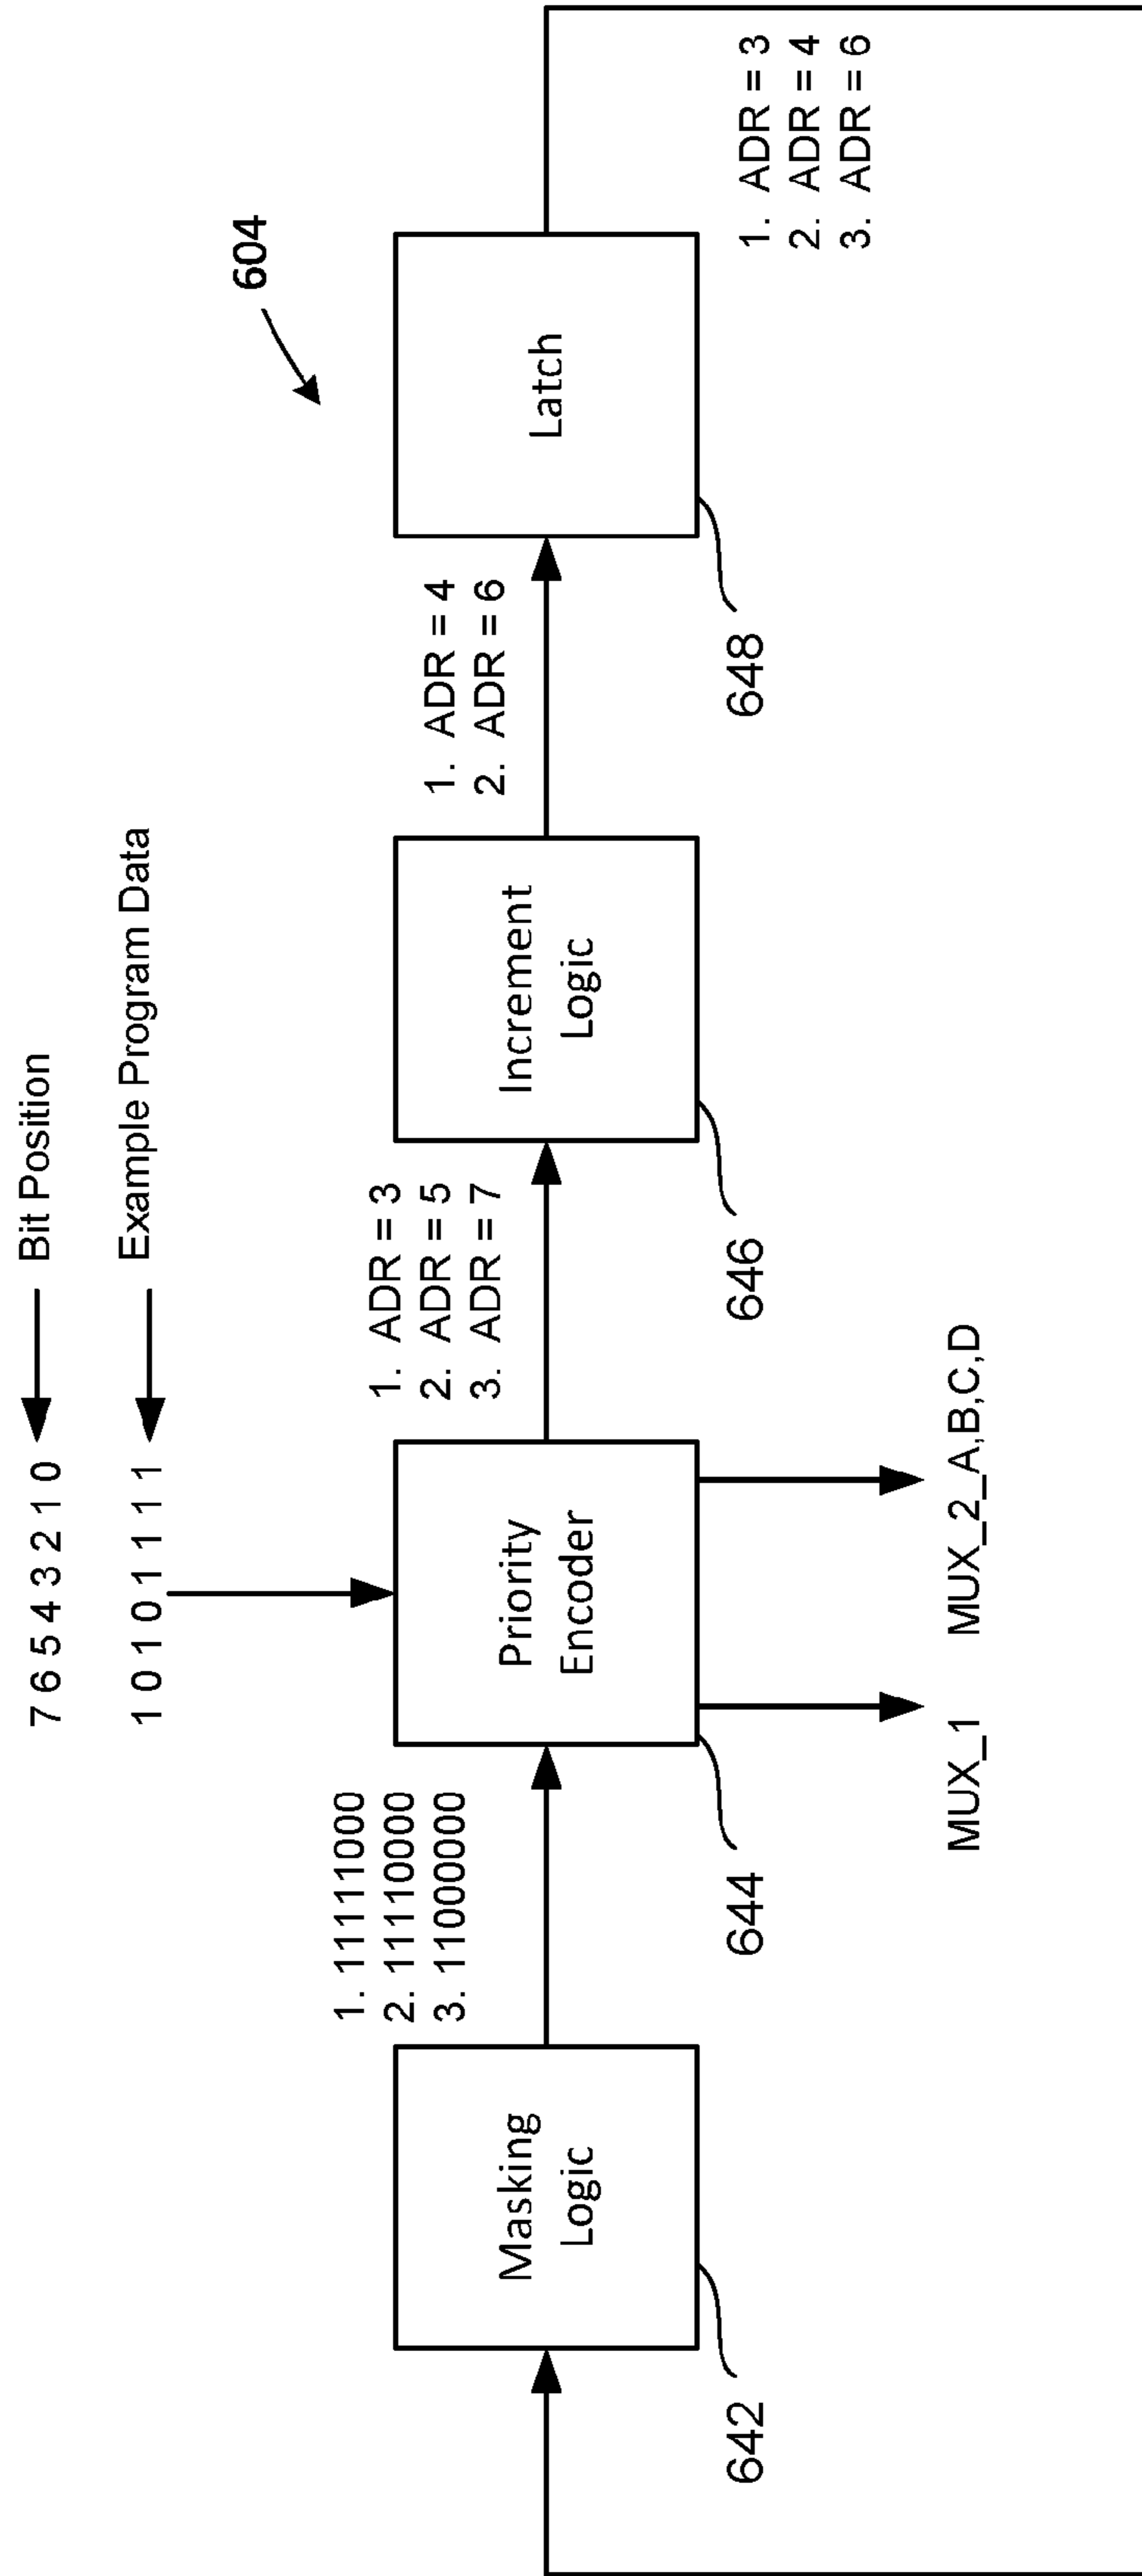 7 6 5 4 3 2 1 0 Bit Position
1 0 1 0 1 1 1 1 Example Program Data
604
1. 11111000
2. 11110000
3. 11000000
1. ADR = 3
2. ADR = 5
3. ADR = 7
1. ADR = 4
2. ADR = 6
Masking
Logic
Priority
Encoder
Increment
Logic
Latch
642
644
646
648
1. ADR = 3
2. ADR = 4
3. ADR = 6
MUX_1
MUX_2_A,B,C,D